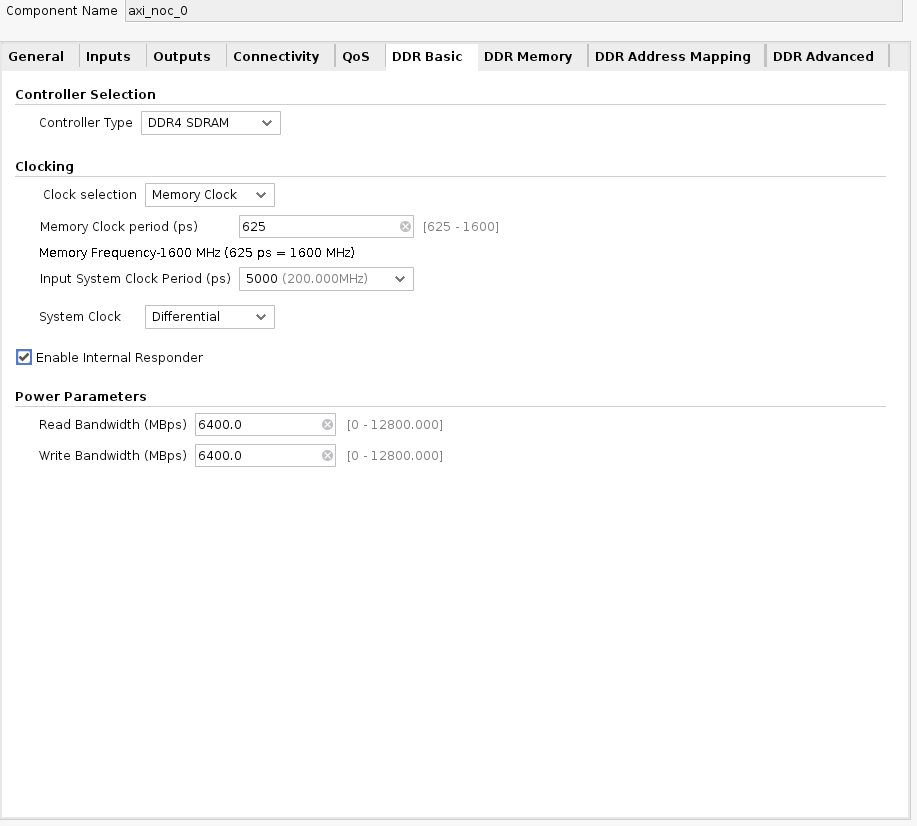 Component Name axi_noc_0
General Inputs Outputs Connectivity QoS DDR Basic DDR Memory DDR Address Mapping DDR Advanced
Controller Selection
Controller Type DDR4 SDRAM
Clocking
Clock selection Memory Clock
Memory Clock period (ps) 625 [625 - 1600]
Memory Frequency-1600 MHz (625 ps = 1600 MHz)
Input System Clock Period (ps) 5000 (200.000MHz)
System Clock Differential
Enable Internal Responder
Power Parameters
Read Bandwidth (MBps) 6400.0 [0 - 12800.000]
Write Bandwidth (MBps) 6400.0 [0 - 12800.000]